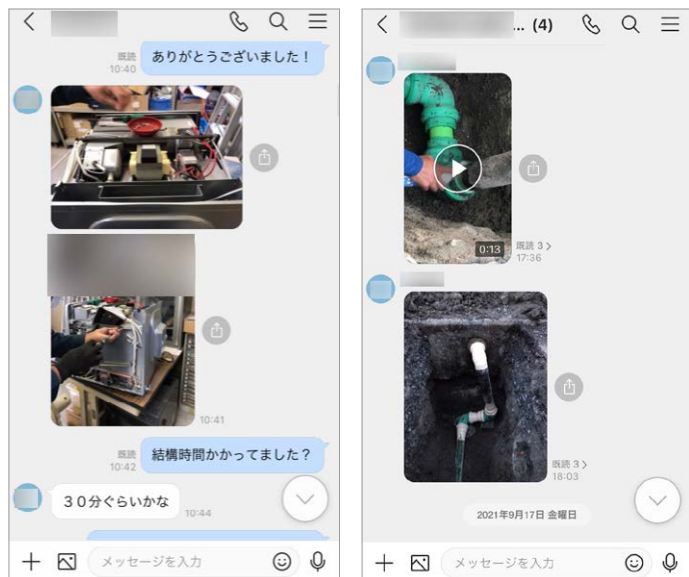 既読
10:40
ありがとうございました！
10:41
既読
10:42
結構時間かかってました？
３０分ぐらいかな
10:44
メッセージを入力
... (4)
0:13
既読 3
17:36
既読 3
18:03
2021年9月17日 金曜日
メッセージを入力